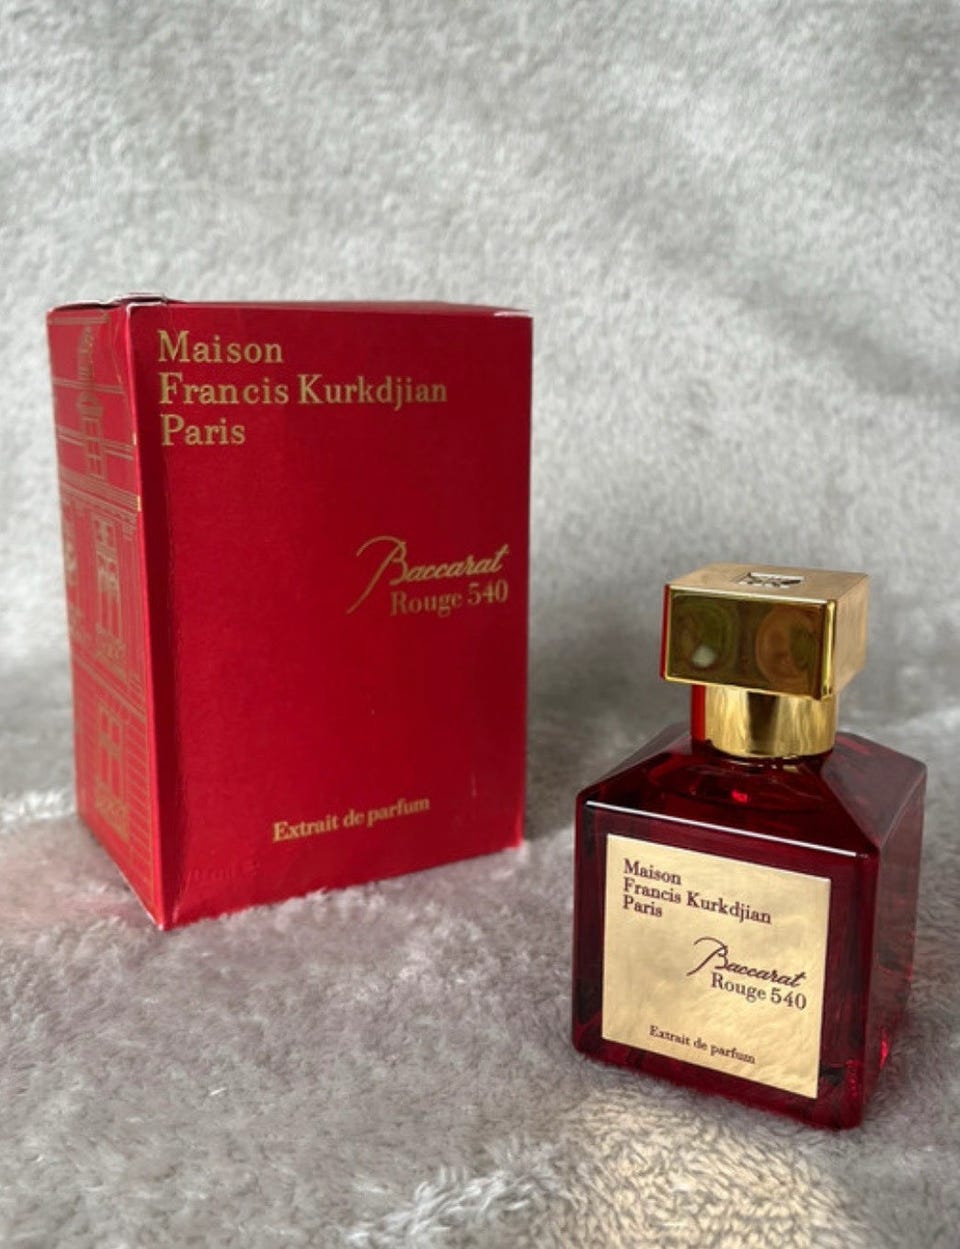 Maison
Francis Kurkdjian
Paris
Baccarat
Rouge 540
Extrait de parfum
Maison
Francis Kurkdjian
Paris
Baccarat
Rouge 540
Extrait de parfum